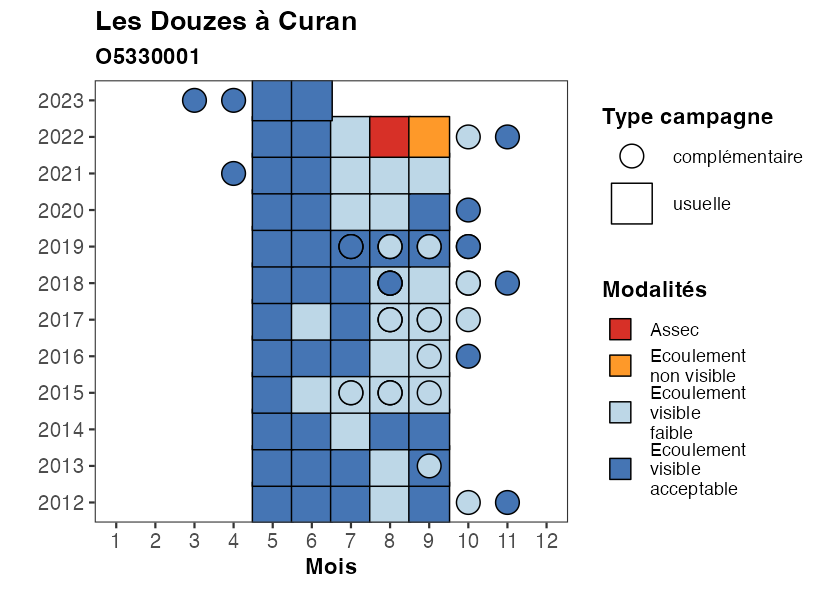 Les Douzes à Curan
O5330001
2023
2022
2021
2020
2019
2018
2017
2016
2015
2014
2013
2012
1 2 3 4 5 6 7 8 9 10 11 12
Mois
Type campagne
complémentaire
usuelle
Modalités
Assec
Ecoulement
non visible
Ecoulement
visible
faible
Ecoulement
visible
acceptable